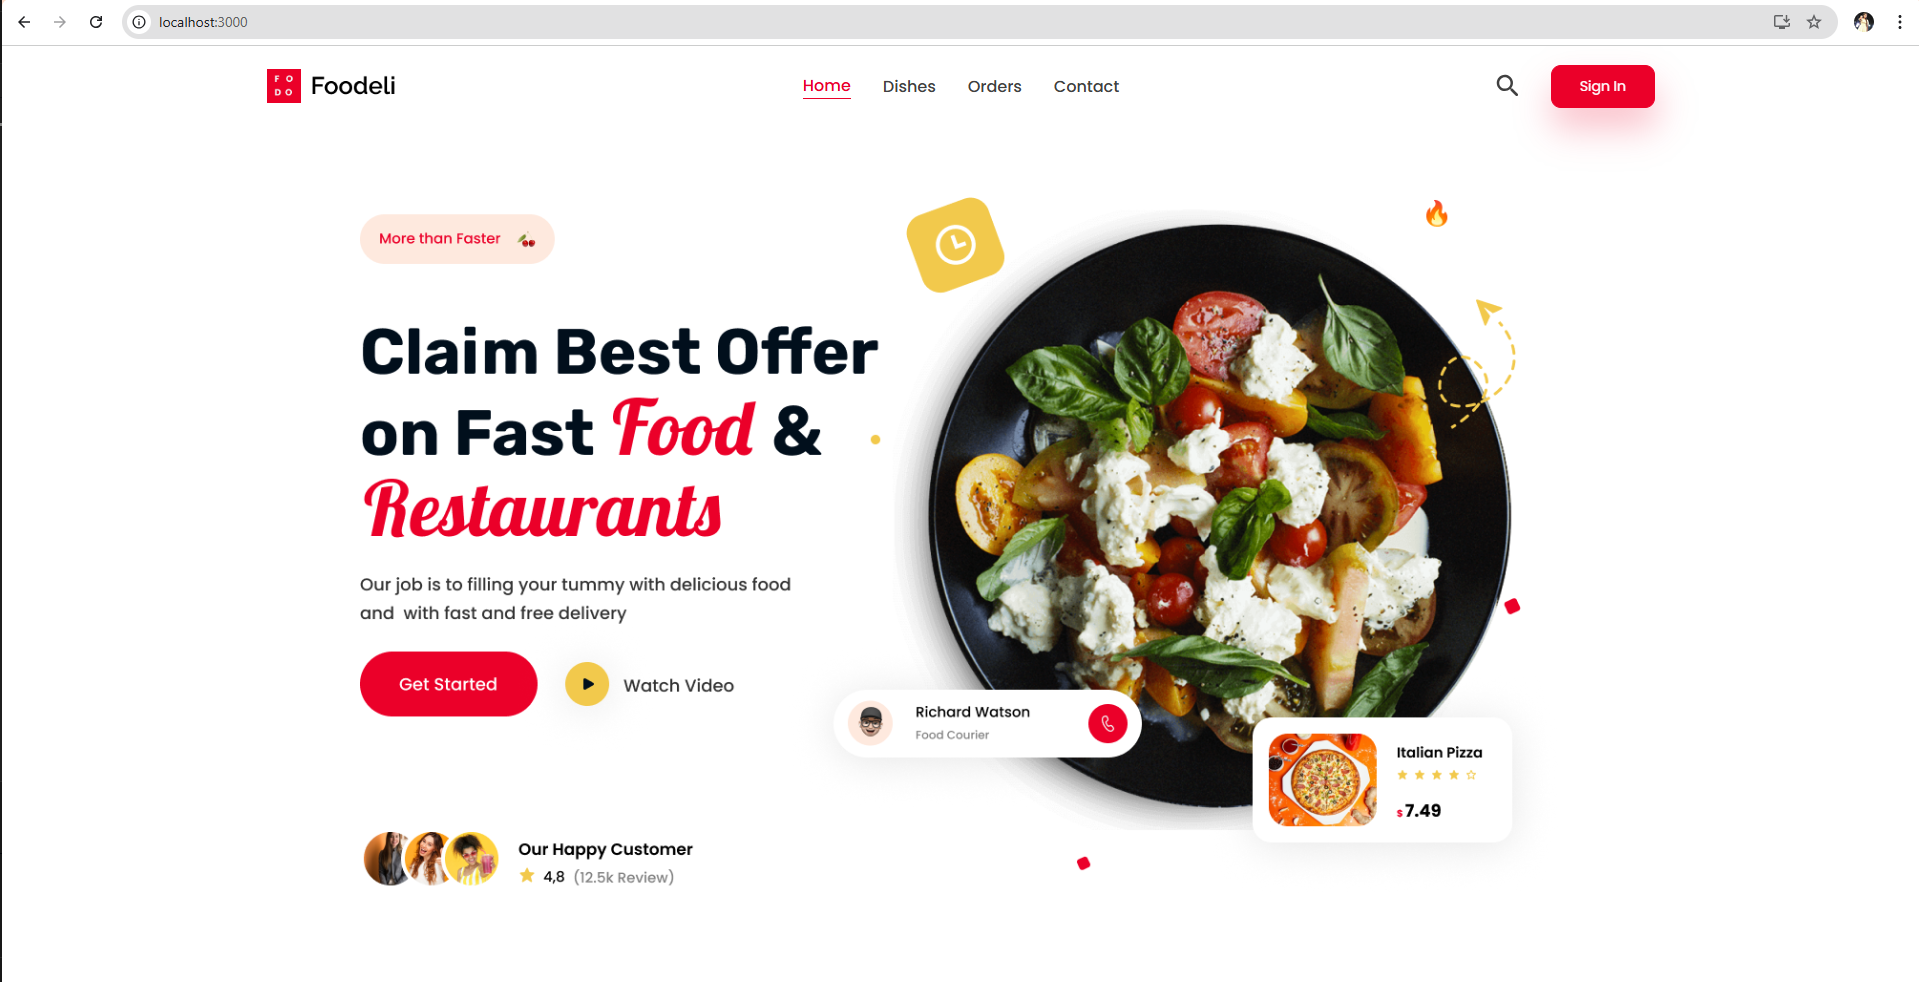 localhost:3000
FO
DO
Foodeli
Home
Dishes
Orders
Contact
Sign In
More than Faster
Claim Best Offer
on Fast Food &
Restaurants
Our job is to filling your tummy with delicious food
and with fast and free delivery
Get Started
Watch Video
Richard Watson
Food Courier
Italian Pizza
$7.49
Our Happy Customer
4,8 (12.5k Review)